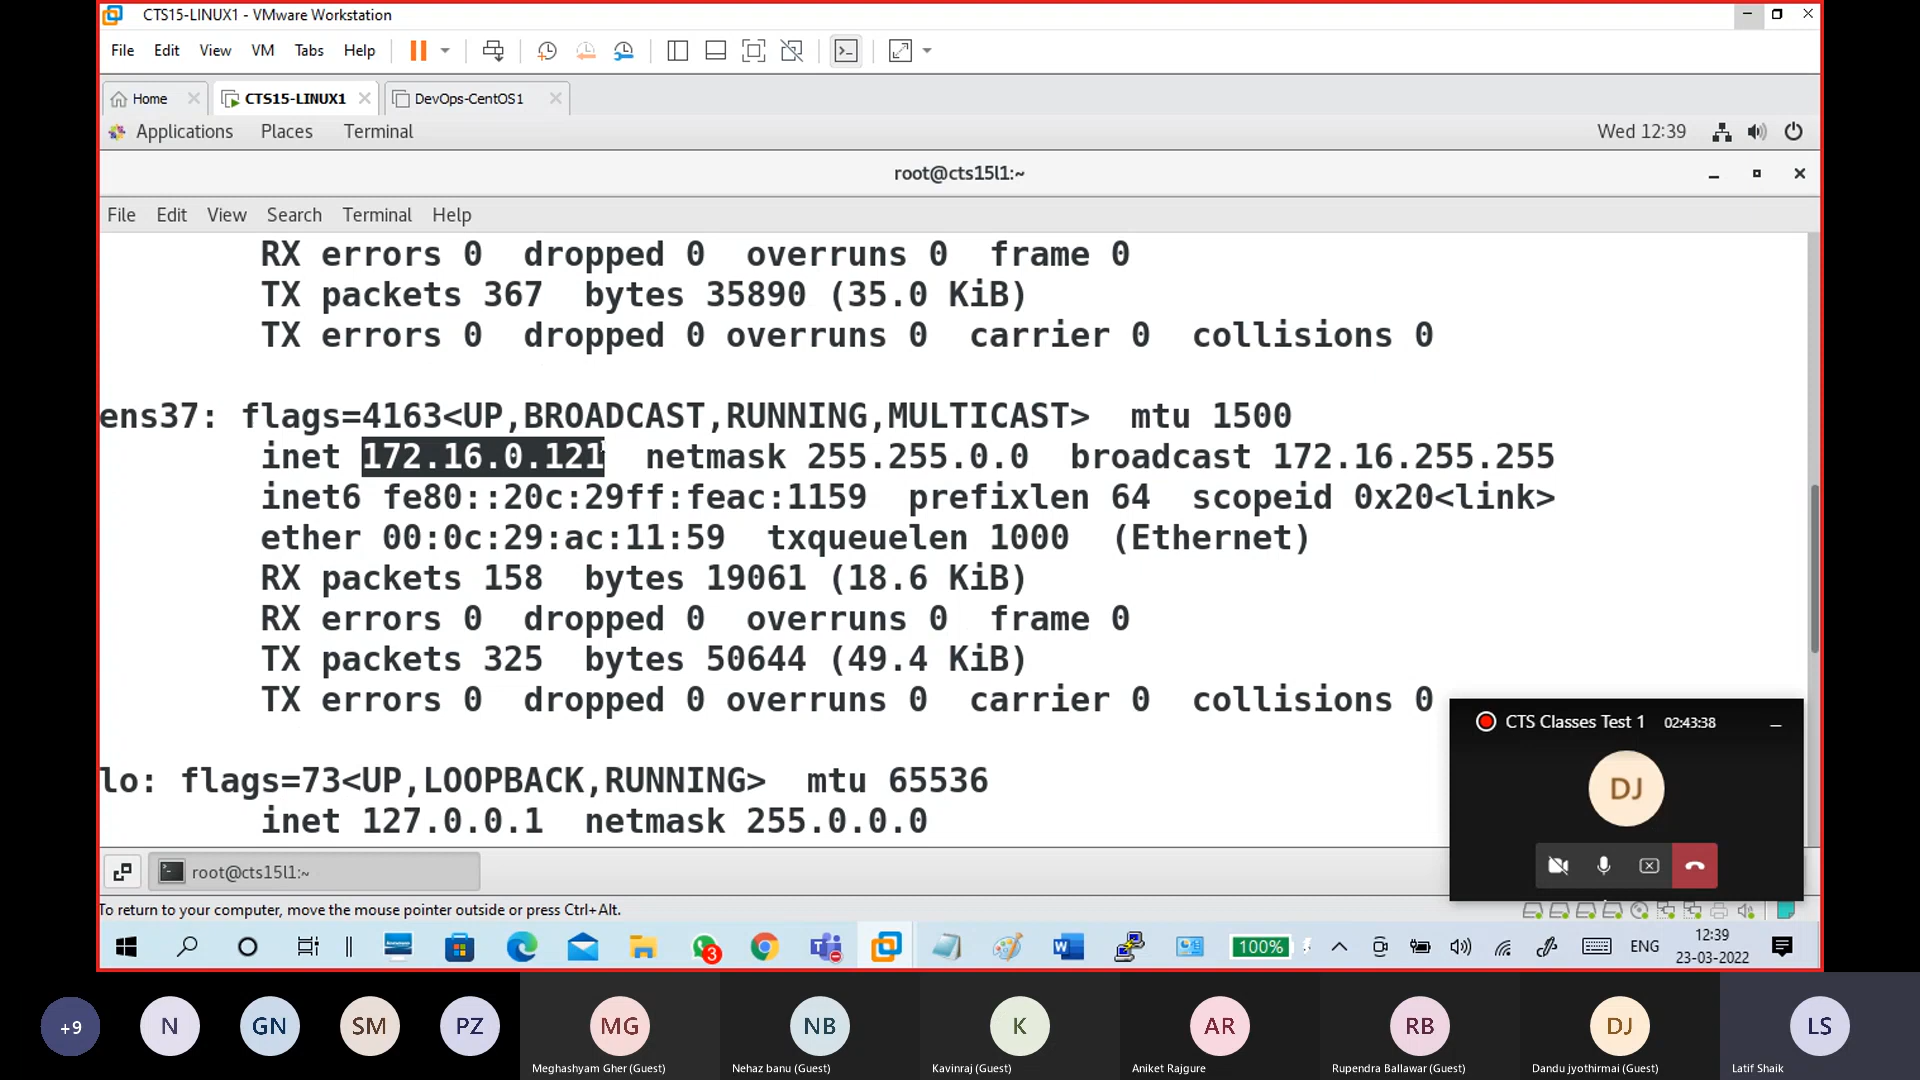 CTS15-LINUX1 - VMware Workstation
File Edit View VM Tabs Help
Home CTS15-LINUX1 DevOps-CentOS1
Applications Places Terminal Wed 12:39
root@cts15l1:~
File Edit View Search Terminal Help
RX errors 0  dropped 0  overruns 0  frame 0
TX packets 367  bytes 35890 (35.0 KiB)
TX errors 0  dropped 0 overruns 0  carrier 0  collisions 0
ens37: flags=4163<UP,BROADCAST,RUNNING,MULTICAST>  mtu 1500
inet 172.16.0.121  netmask 255.255.0.0  broadcast 172.16.255.255
inet6 fe80::20c:29ff:feac:1159  prefixlen 64  scopeid 0x20<link>
ether 00:0c:29:ac:11:59  txqueuelen 1000  (Ethernet)
RX packets 158  bytes 19061 (18.6 KiB)
RX errors 0  dropped 0  overruns 0  frame 0
TX packets 325  bytes 50644 (49.4 KiB)
TX errors 0  dropped 0 overruns 0  carrier 0  collisions 0
CTS Classes Test 1 02:43:38
DJ
lo: flags=73<UP,LOOPBACK,RUNNING>  mtu 65536
inet 127.0.0.1  netmask 255.0.0.0
root@cts15l1:~
To return to your computer, move the mouse pointer outside or press Ctrl+Alt.
3 100% ENG 12:39
23-03-2022
+9 N GN SM PZ MG NB K AR RB DJ LS
Meghashyam Gher (Guest) Nehaz banu (Guest) Kavinraj (Guest) Aniket Rajgure Rupendra Ballawar (Guest) Dandu jyothirmai (Guest) Latif Shaik